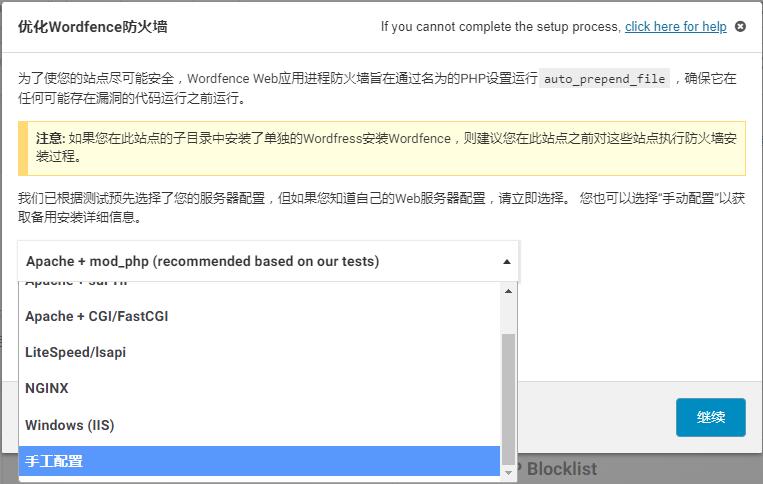 优化Wordfence防火墙
If you cannot complete the setup process, click here for help
为了使您的站点尽可能安全，Wordfence Web应用进程防火墙旨在通过名为的PHP设置运行 auto_prepend_file ，确保它在
任何可能存在漏洞的代码运行之前运行。
注意: 如果您在此站点的子目录中安装了单独的Wordfress安装Wordfence，则建议您在此站点之前对这些站点执行防火墙安
装过程。
我们已根据测试预先选择了您的服务器配置，但如果您知道自己的Web服务器配置，请立即选择。 您也可以选择“手动配置”以获
取备用安装详细信息。
Apache + mod_php (recommended based on our tests)
Apache + suPHP
Apache + CGI/FastCGI
LiteSpeed/lsapi
NGINX
Windows (IIS)
手工配置
继续
P Blocklist